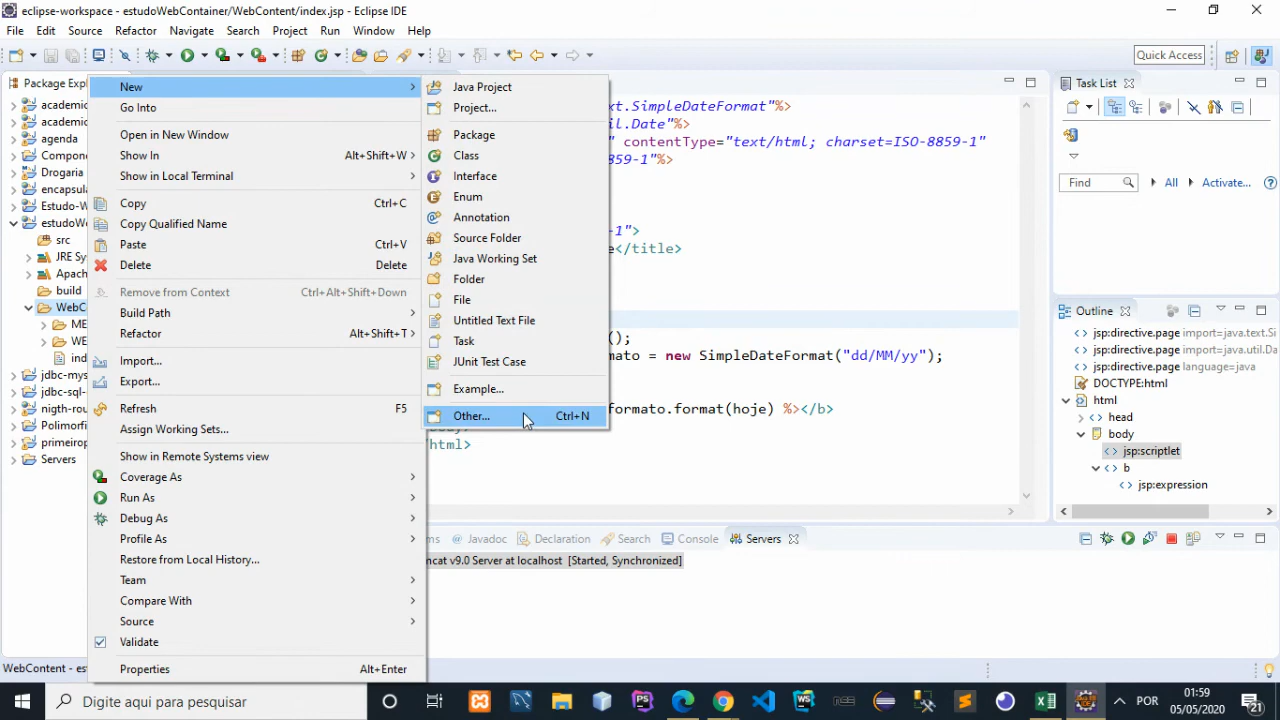 eclipse-workspace - estudoWebContainer/WebContent/index.jsp - Eclipse IDE
File Edit Source Refactor Navigate Search Project Run Window Help
Quick Access
Package Expl
academic
academic
agenda
Compon
Drogaria
encapsula
Estudo-W
estudoWe
src
JRE Sy
Apach
build
WebCo
ME
WE
ind
jdbc-mys
jdbc-sql-
nigth-rou
Polimorfi
primeirop
Servers
New
Go Into
Open in New Window
Show In Alt+Shift+W
Show in Local Terminal
Copy Ctrl+C
Copy Qualified Name
Paste Ctrl+V
Delete Delete
Remove from Context Ctrl+Alt+Shift+Down
Build Path
Refactor Alt+Shift+T
Import...
Export...
Refresh F5
Assign Working Sets...
Show in Remote Systems view
Coverage As
Run As
Debug As
Profile As
Restore from Local History...
Team
Compare With
Source
Validate
Properties Alt+Enter
Java Project
Project...
Package
Class
Interface
Enum
Annotation
Source Folder
Java Working Set
Folder
File
Untitled Text File
Task
JUnit Test Case
Example...
Other... Ctrl+N
xt.SimpleDateFormat"%>
il.Date"%>
" contentType="text/html; charset=ISO-8859-1"
859-1"%>
-1">
e</title>
();
mato = new SimpleDateFormat("dd/MM/yy");
formato.format(hoje) %></b>
/html>
Task List
Find All Activate...
Outline
jsp:directive.page import=java.text.Si
jsp:directive.page import=java.util.Da
jsp:directive.page language=java
DOCTYPE:html
html
head
body
jsp:scriptlet
b
jsp:expression
ms Javadoc Declaration Search Console Servers
cat v9.0 Server at localhost [Started, Synchronized]
WebContent - es
Digite aqui para pesquisar
POR
01:59
05/05/2020
21